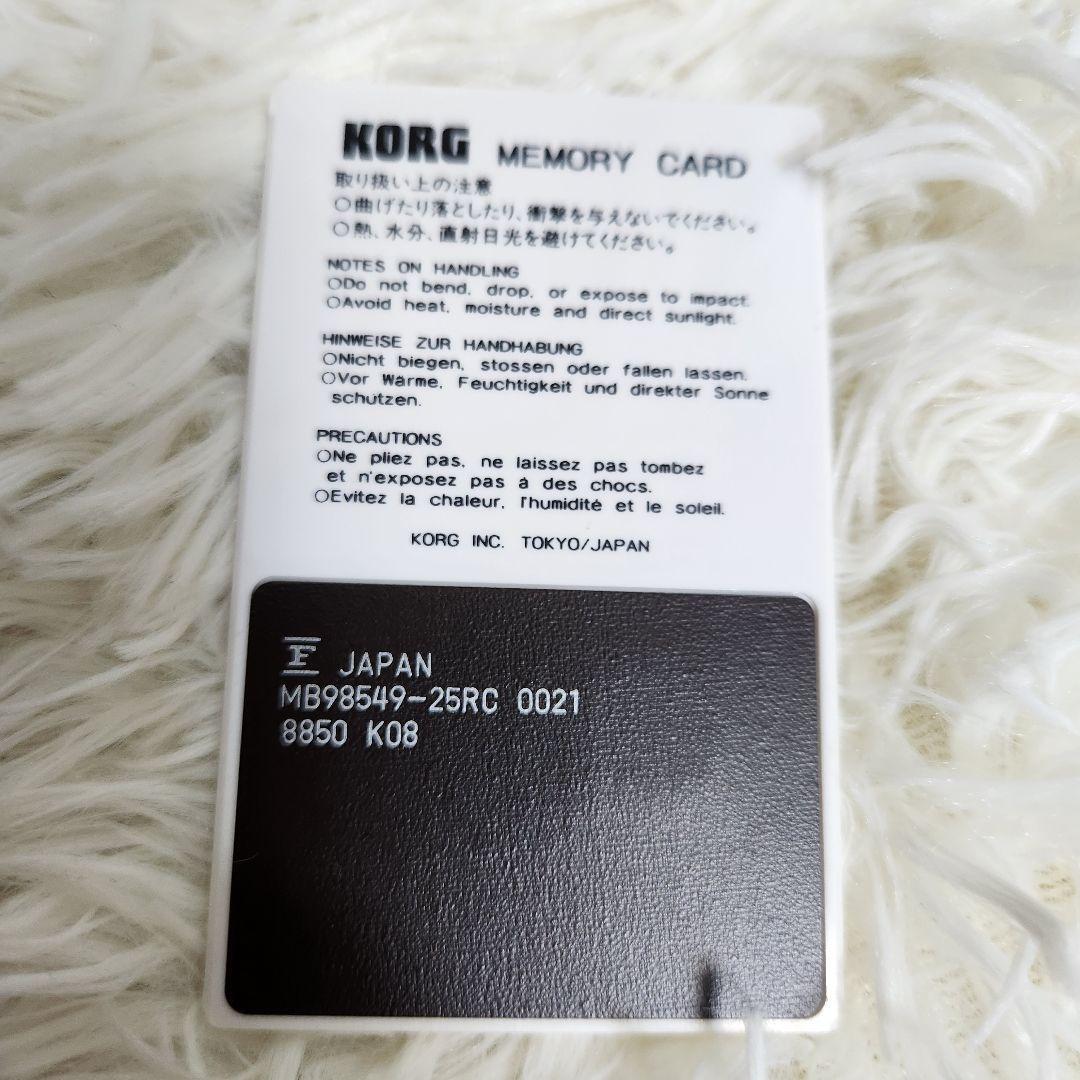 KORG MEMORY CARD
取り扱い上の注意
○曲げたり落としたり、衝撃を与えないでください。
○熱、水分、直射日光を避けてください。
NOTES ON HANDLING
○Do not bend, drop, or expose to impact.
○Avoid heat, moisture and direct sunlight.
HINWEISE ZUR HANDHABUNG
○Nicht biegen, stossen oder fallen lassen.
○Vor Wärme, Feuchtigkeit und direkter Sonne
schützen.
PRECAUTIONS
○Ne pliez pas, ne laissez pas tombez
et n'exposez pas à des chocs.
○Evitez la chaleur, l'humidité et le soleil.
KORG INC. TOKYO/JAPAN
F JAPAN
MB98549-25RC 0021
8850 K08